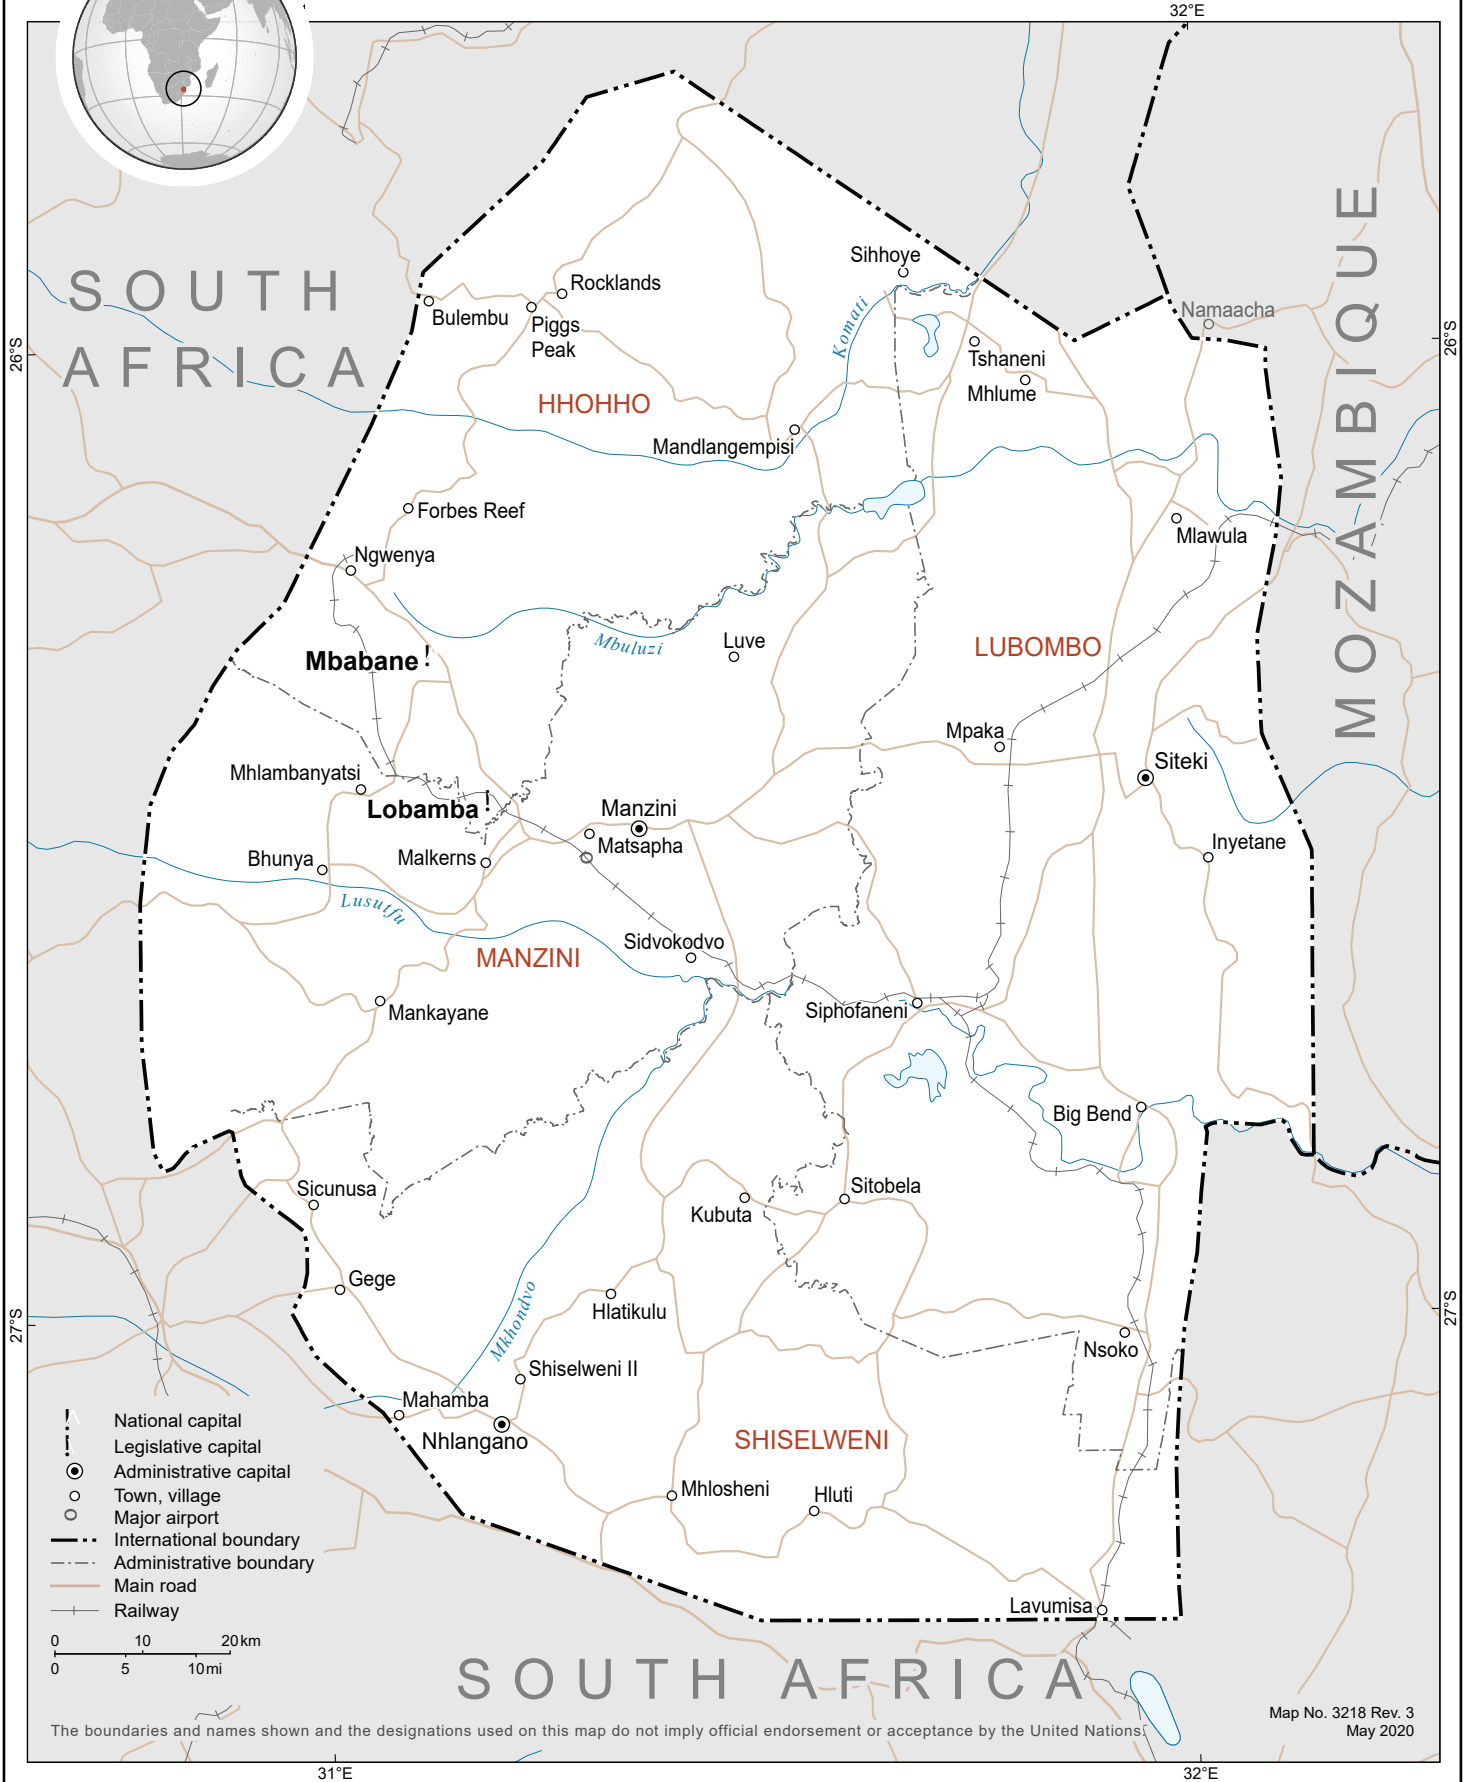 32°E
SOUTH
AFRICA
MOZAMBIQUE
26°S
26°S
Sihhoye
Rocklands
Bulembu
Piggs
Peak
Komati
Namaacha
Tshaneni
Mhlume
HHOHHO
Mandlangempisi
Forbes Reef
Mlawula
Ngwenya
Mbuluzi
Luve
LUBOMBO
Mbabane
Mpaka
Siteki
Mhlambanyatsi
Lobamba
Manzini
Matsapha
Inyetane
Bhunya
Malkerns
Lusutfu
Sidvokodvo
MANZINI
Mankayane
Siphofaneni
Big Bend
Sicunusa
Sitobela
Kubuta
Gege
Hlatikulu
27°S
27°S
Mkhondvo
Nsoko
Shiselweni II
Mahamba
Nhlangano
SHISELWENI
Mhlosheni
Hluti
Lavumisa
National capital
Legislative capital
Administrative capital
Town, village
Major airport
International boundary
Administrative boundary
Main road
Railway
0 10 20 km
0 5 10 mi
SOUTH AFRICA
The boundaries and names shown and the designations used on this map do not imply official endorsement or acceptance by the United Nations.
Map No. 3218 Rev. 3
May 2020
31°E
32°E